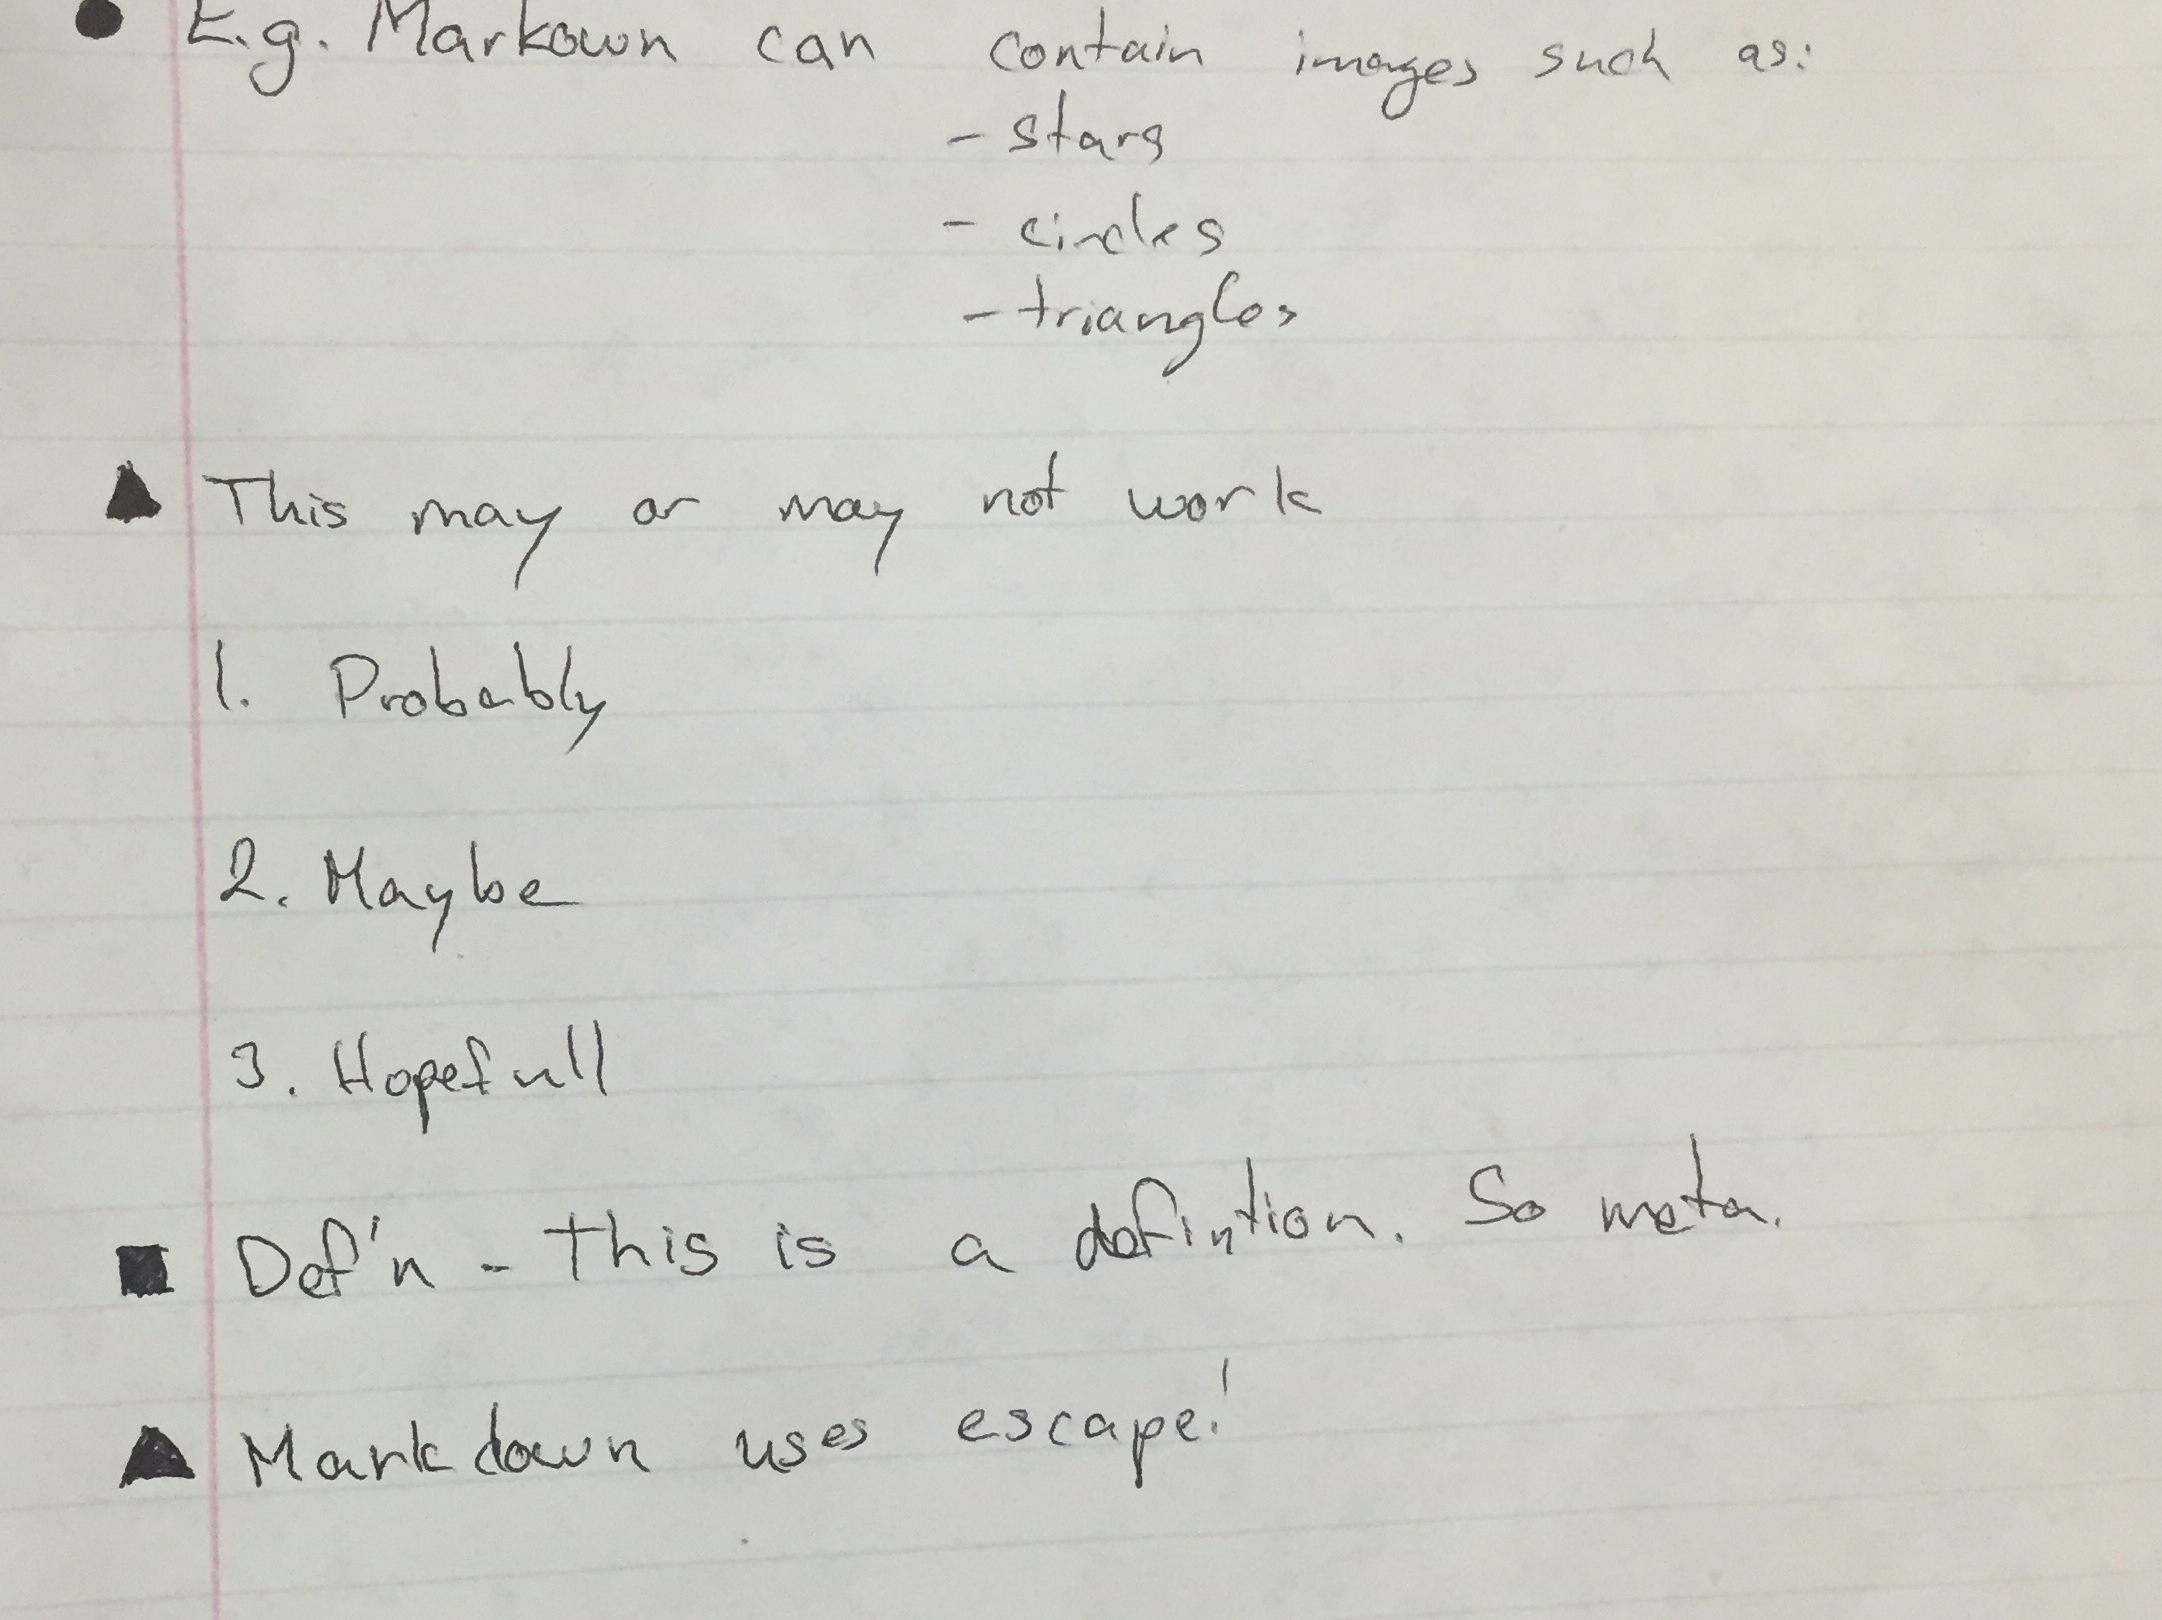 ● E.g. Markown can contain images such as:
- stars
- circles
- triangles
▲ This may or may not work
1. Probably
2. Maybe
3. Hopefull
■ Def'n - This is a defintion. So meta.
▲ Markdown uses escape!